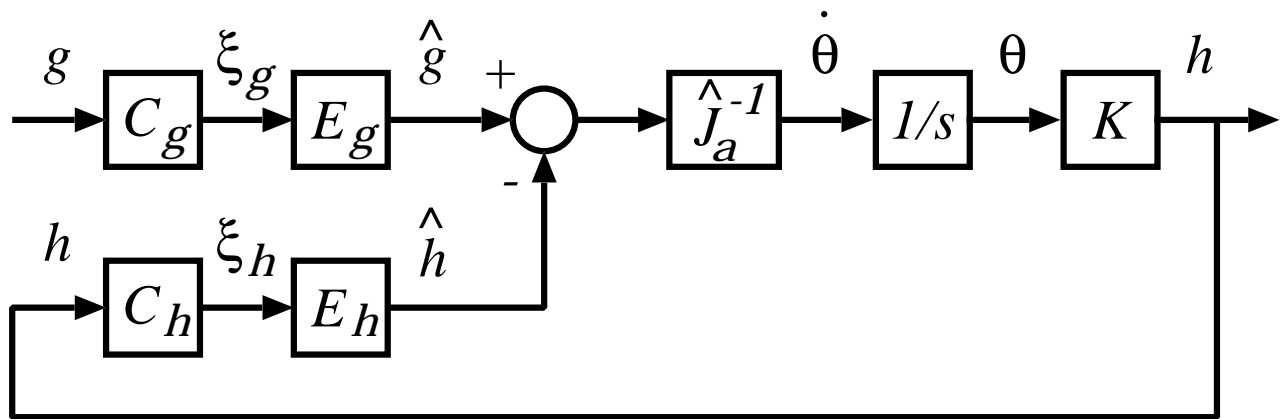 g ξg ĝ + θ̇ θ h
Cg Eg Ĵa⁻¹ 1/s K
-
h ξh ĥ
Ch Eh